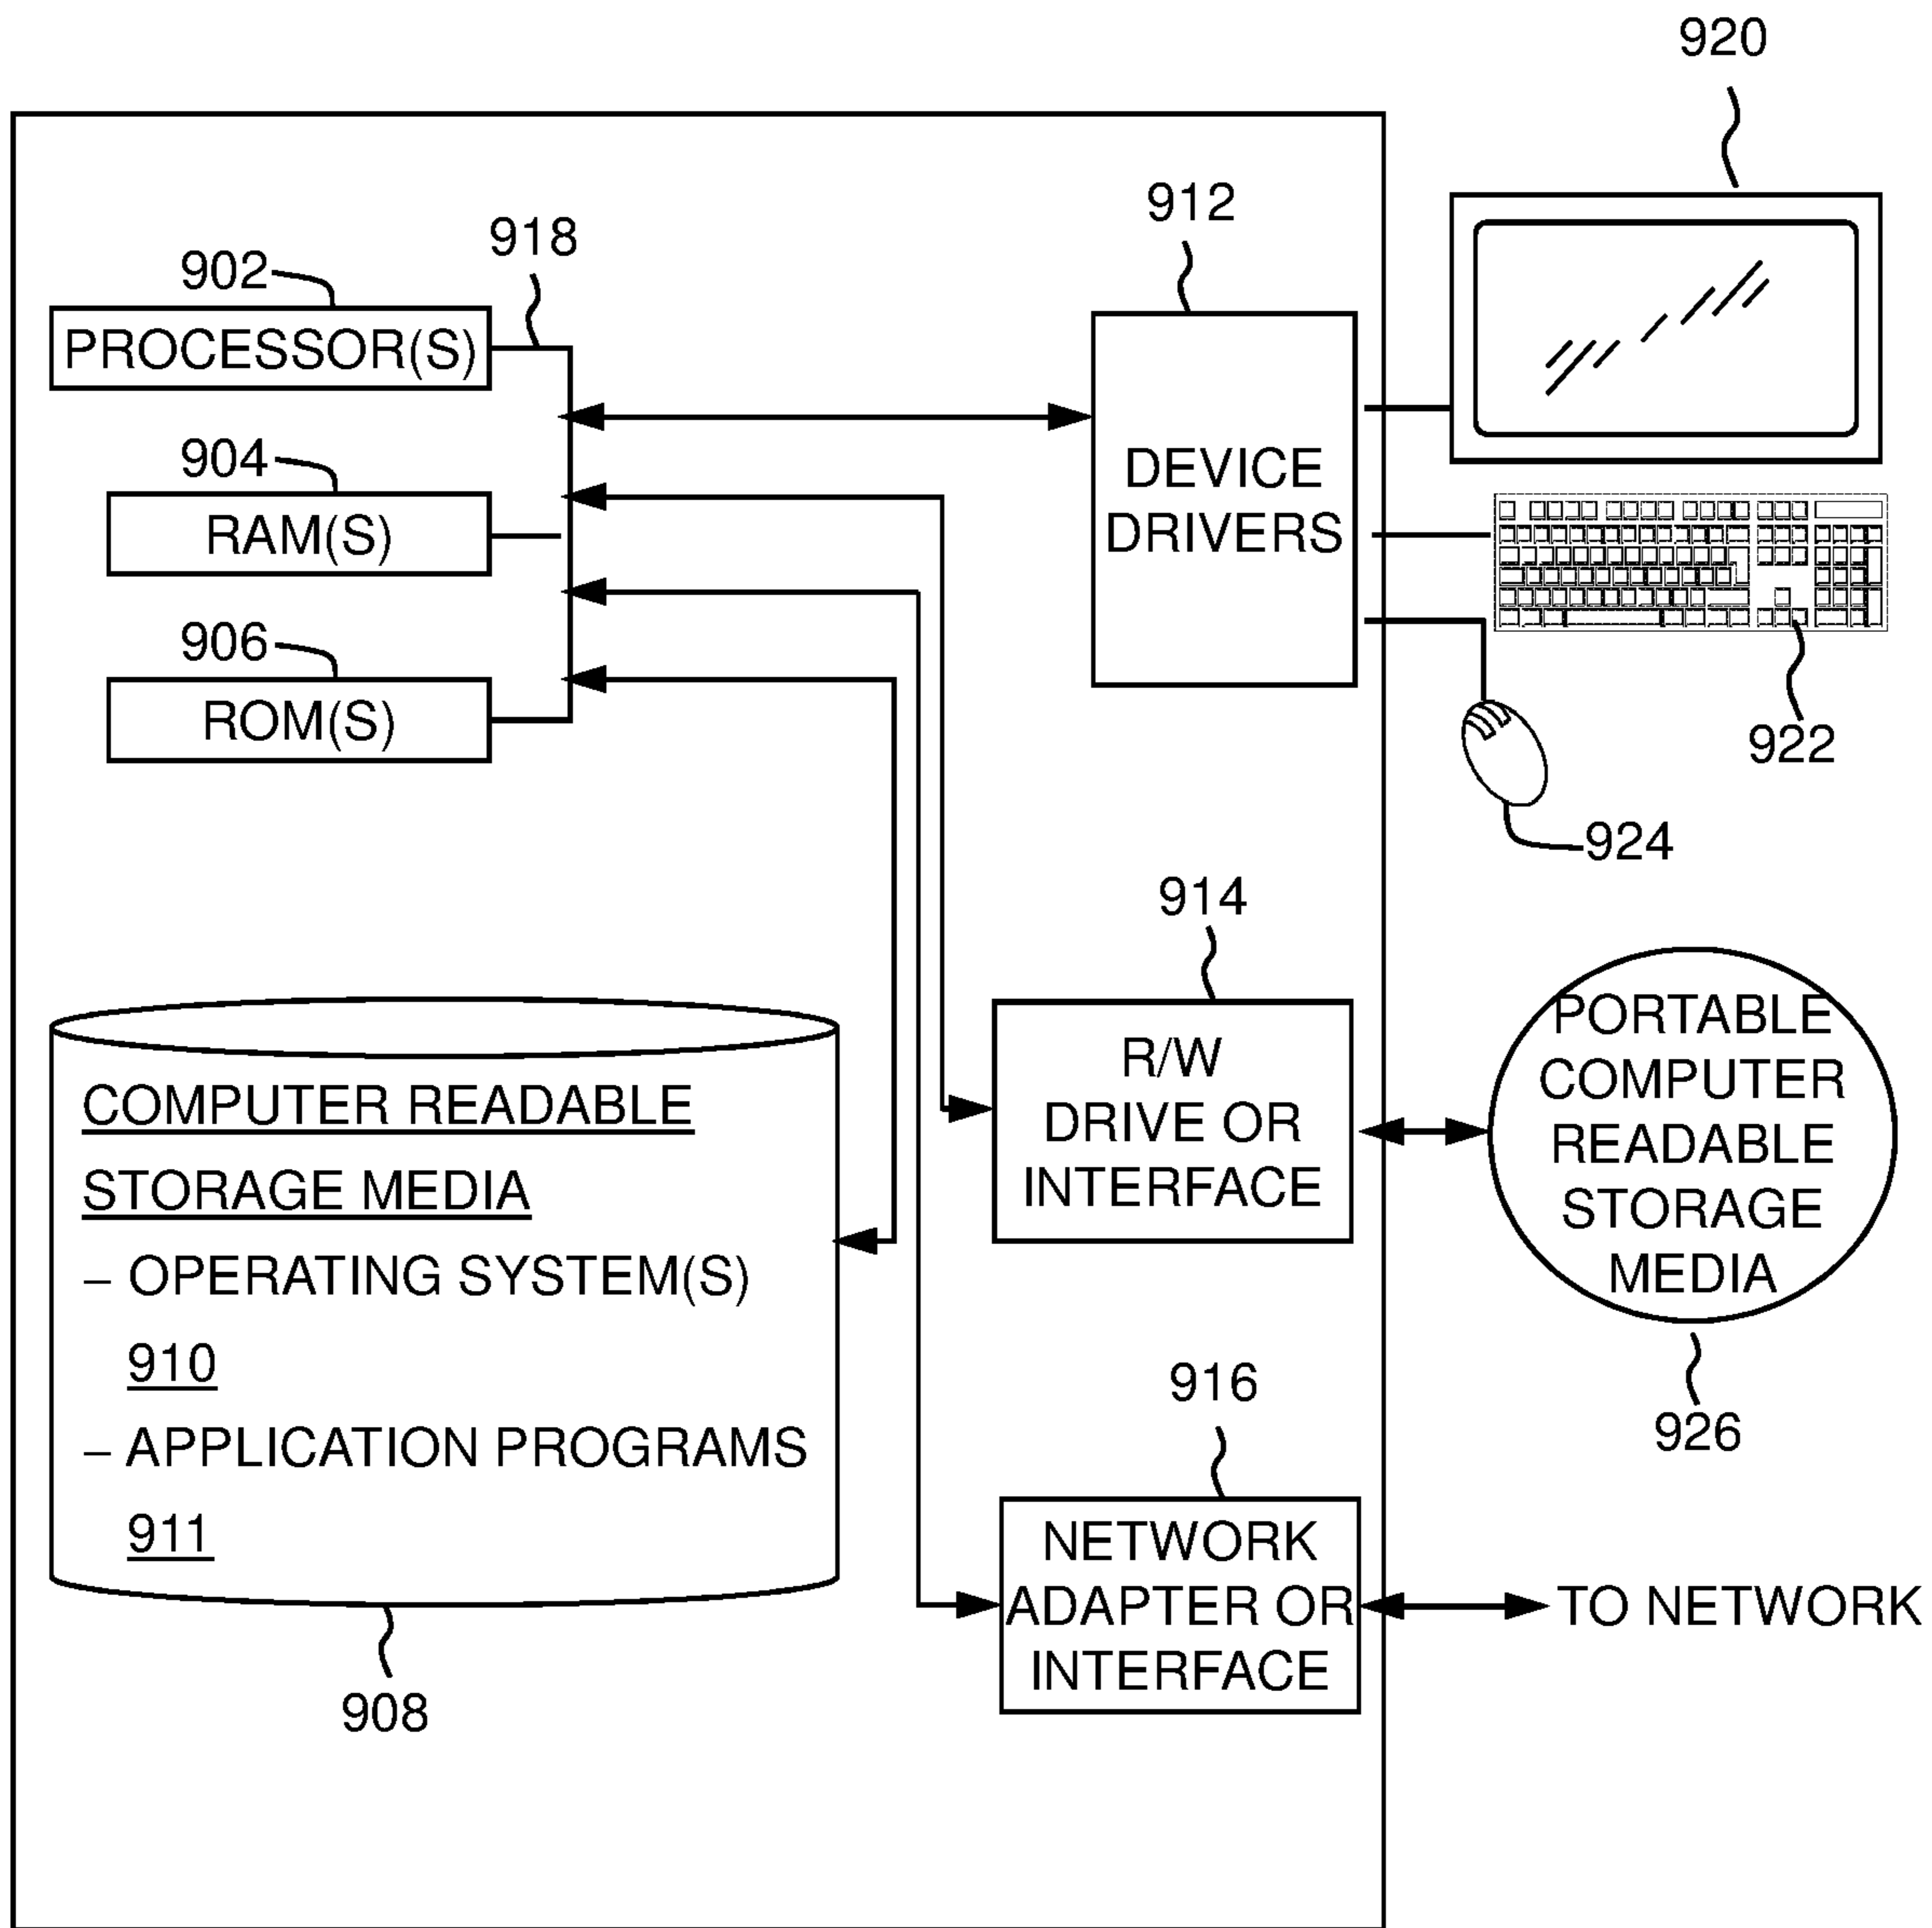 920
912
918
902
PROCESSOR(S)
904
RAM(S)
906
ROM(S)
DEVICE
DRIVERS
922
924
914
R/W
DRIVE OR
INTERFACE
PORTABLE
COMPUTER
READABLE
STORAGE
MEDIA
926
COMPUTER READABLE
STORAGE MEDIA
– OPERATING SYSTEM(S)
910
– APPLICATION PROGRAMS
911
908
916
NETWORK
ADAPTER OR
INTERFACE
TO NETWORK